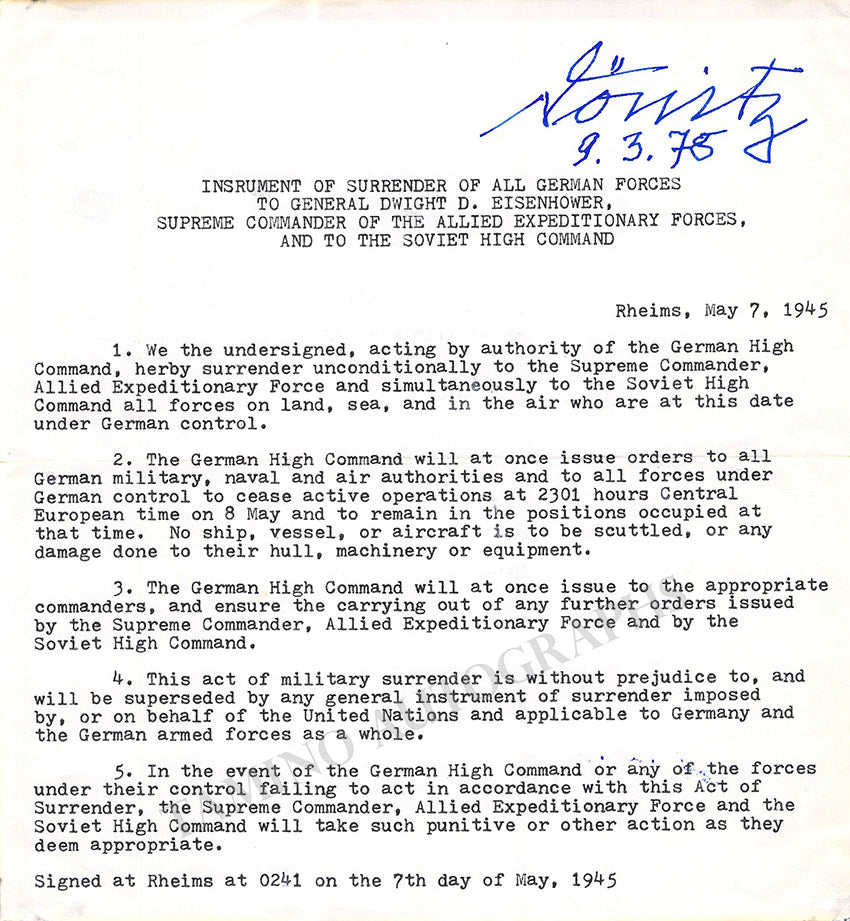 Dönitz
9. 3. 78
INSRUMENT OF SURRENDER OF ALL GERMAN FORCES
TO GENERAL DWIGHT D. EISENHOWER,
SUPREME COMMANDER OF THE ALLIED EXPEDITIONARY FORCES,
AND TO THE SOVIET HIGH COMMAND
Rheims, May 7, 1945
1. We the undersigned, acting by authority of the German High
Command, herby surrender unconditionally to the Supreme Commander,
Allied Expeditionary Force and simultaneously to the Soviet High
Command all forces on land, sea, and in the air who are at this date
under German control.
2. The German High Command will at once issue orders to all
German military, naval and air authorities and to all forces under
German control to cease active operations at 2301 hours Central
European time on 8 May and to remain in the positions occupied at
that time. No ship, vessel, or aircraft is to be scuttled, or any
damage done to their hull, machinery or equipment.
3. The German High Command will at once issue to the appropriate
commanders, and ensure the carrying out of any further orders issued
by the Supreme Commander, Allied Expeditionary Force and by the
Soviet High Command.
4. This act of military surrender is without prejudice to, and
will be superseded by any general instrument of surrender imposed
by, or on behalf of the United Nations and applicable to Germany and
the German armed forces as a whole.
5. In the event of the German High Command or any of the forces
under their control failing to act in accordance with this Act of
Surrender, the Supreme Commander, Allied Expeditionary Force and the
Soviet High Command will take such punitive or other action as they
deem appropriate.
Signed at Rheims at 0241 on the 7th day of May, 1945
TAMINO AUTOGRAPHS